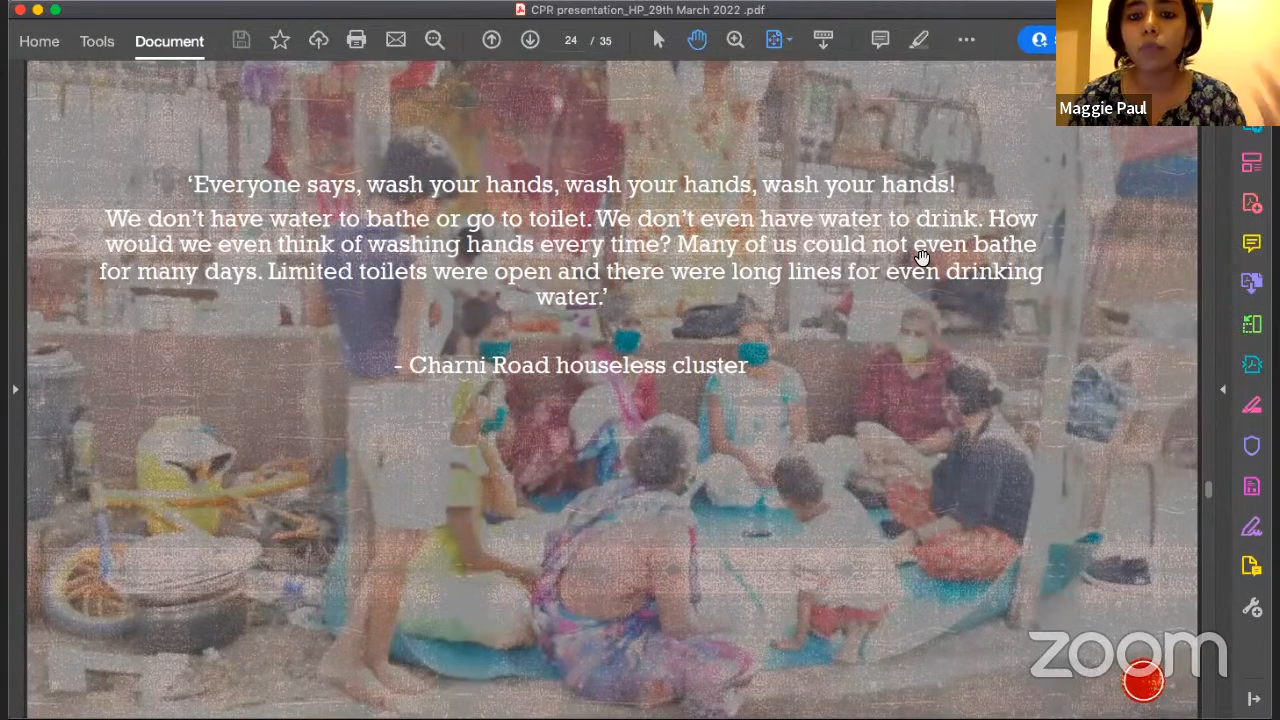 CPR presentation_HP_29th March 2022 .pdf
Home Tools Document 24 / 35
Maggie Paul
‘Everyone says, wash your hands, wash your hands, wash your hands!
We don’t have water to bathe or go to toilet. We don’t even have water to drink. How
would we even think of washing hands every time? Many of us could not even bathe
for many days. Limited toilets were open and there were long lines for even drinking
water.’
- Charni Road houseless cluster
zoom